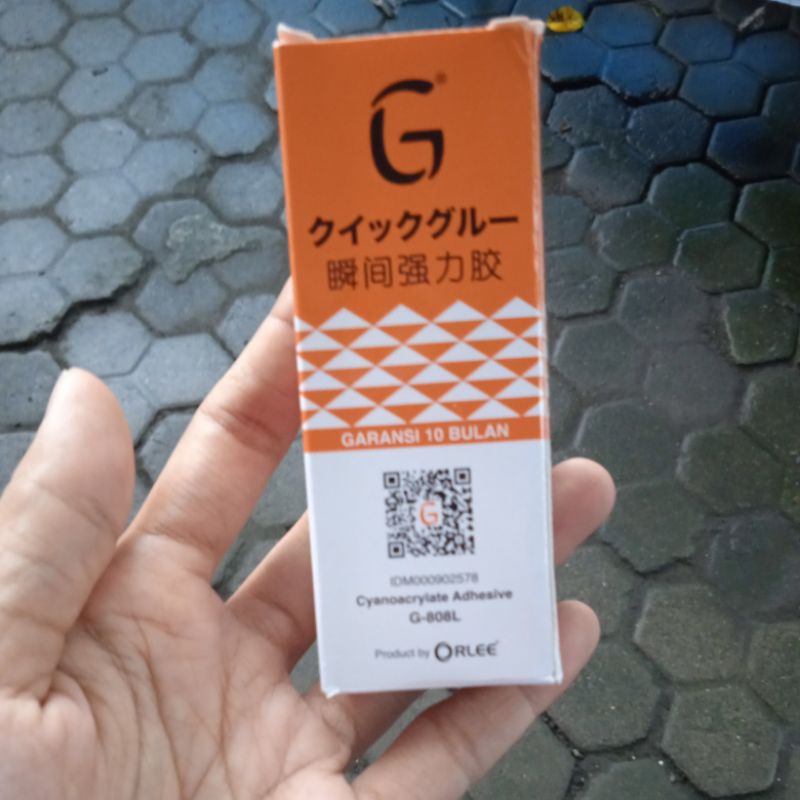 G®
クイックグルー
瞬间强力胶
GARANSI 10 BULAN
G
IDM000902578
Cyanoacrylate Adhesive
G-808L
Product by ORLEE